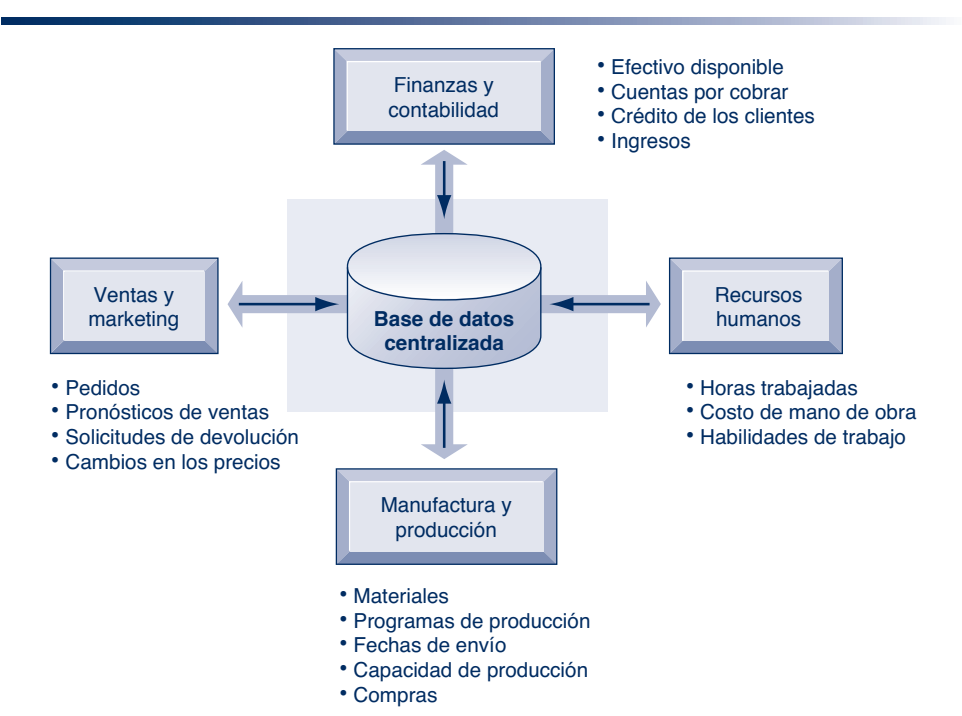 Finanzas y
contabilidad
• Efectivo disponible
• Cuentas por cobrar
• Crédito de los clientes
• Ingresos
Ventas y
marketing
• Pedidos
• Pronósticos de ventas
• Solicitudes de devolución
• Cambios en los precios
Base de datos
centralizada
Recursos
humanos
• Horas trabajadas
• Costo de mano de obra
• Habilidades de trabajo
Manufactura y
producción
• Materiales
• Programas de producción
• Fechas de envío
• Capacidad de producción
• Compras